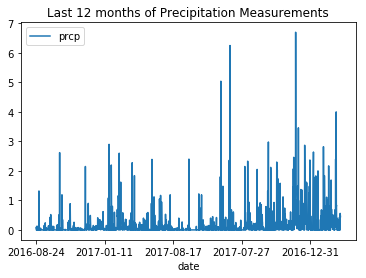 Last 12 months of Precipitation Measurements
prcp
7
6
5
4
3
2
1
0
2016-08-24 2017-01-11 2017-08-17 2017-07-27 2016-12-31
date